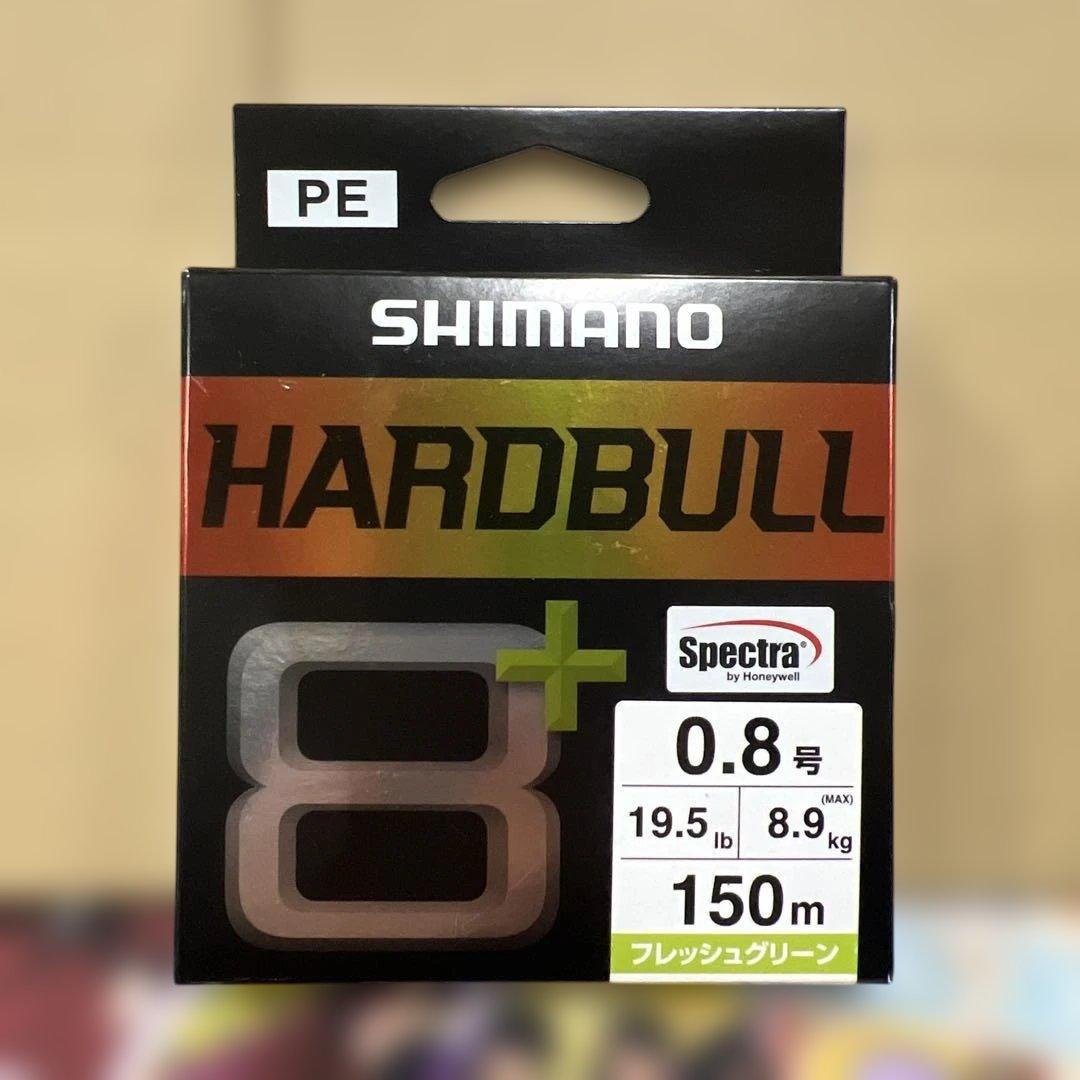 PE
SHIMANO
HARDBULL
8+
Spectra®
by Honeywell
0.8号
19.5lb 8.9kg (MAX)
150m
フレッシュグリーン